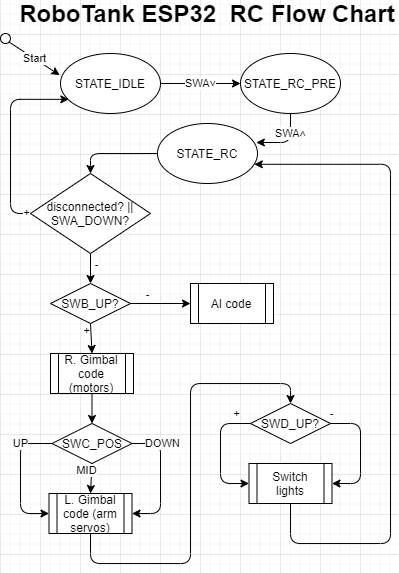 RoboTank ESP32  RC Flow Chart
Start
STATE_IDLE
SWA˅
STATE_RC_PRE
SWA˄
STATE_RC
disconnected? ||
SWA_DOWN?
+
-
SWB_UP?
-
AI code
+
R. Gimbal
code
(motors)
SWC_POS
UP
DOWN
MID
L. Gimbal
code (arm
servos)
SWD_UP?
+
-
Switch
lights